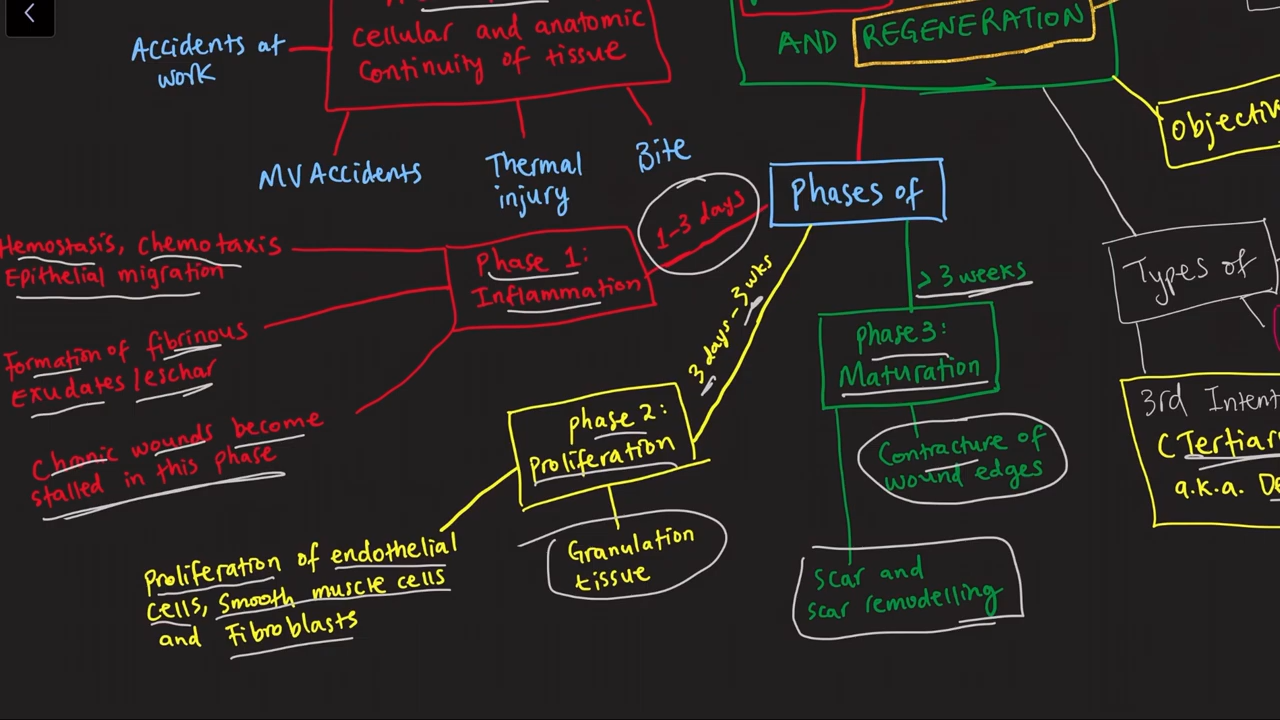 cellular and anatomic
continuity of tissue
Accidents at
work
MV Accidents
Thermal
injury
Bite
AND REGENERATION
Objectiv
Phases of
1-3 days
Phase 1:
Inflammation
Hemostasis, chemotaxis
Epithelial migration
Formation of fibrinous
exudates / eschar
Chronic wounds become
stalled in this phase
3 days - 3 wks
phase 2:
proliferation
Proliferation of endothelial
cells, smooth muscle cells
and Fibroblasts
Granulation
tissue
> 3 weeks
phase 3:
Maturation
Contracture of
wound edges
scar and
scar remodelling
Types of
3rd Intent
(Tertiar
a.k.a. De